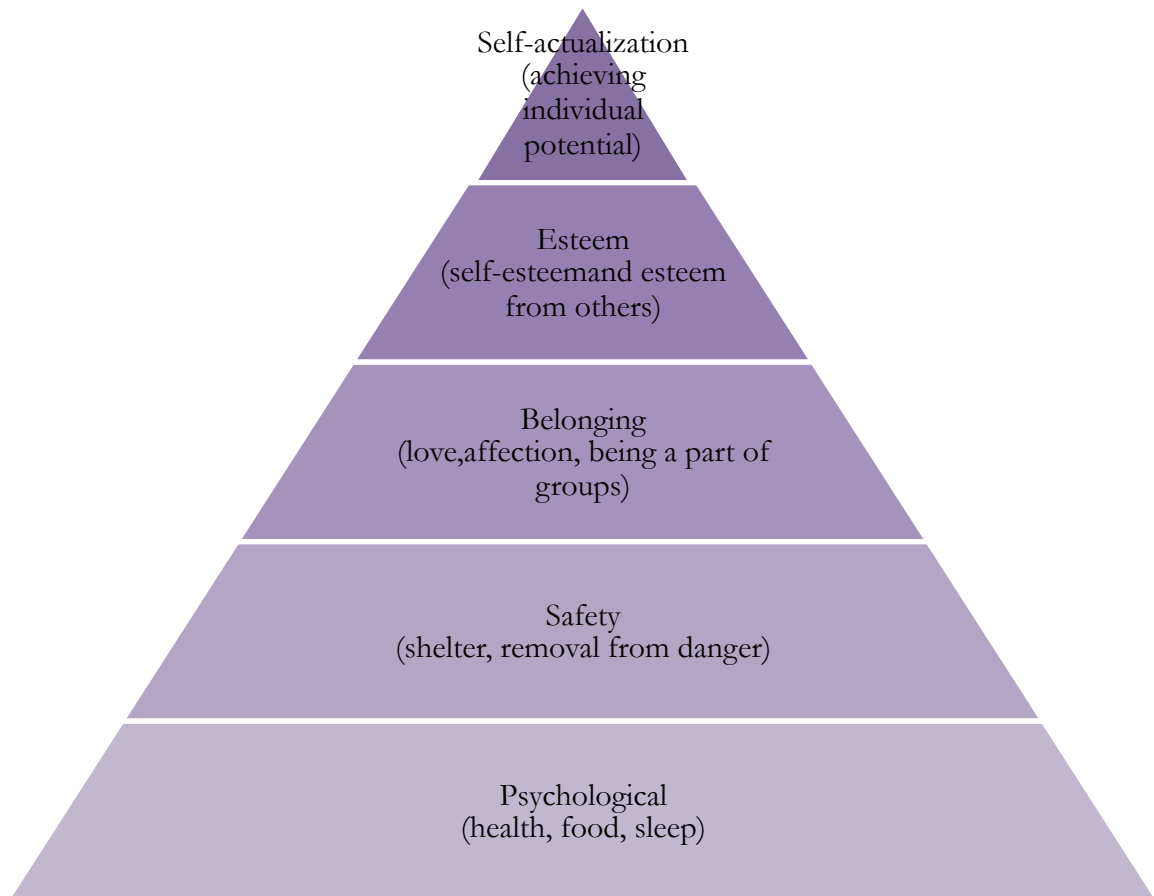 Self-actualization
(achieving
individual
potential)
Esteem
(self-esteemand esteem
from others)
Belonging
(love,affection, being a part of
groups)
Safety
(shelter, removal from danger)
Psychological
(health, food, sleep)